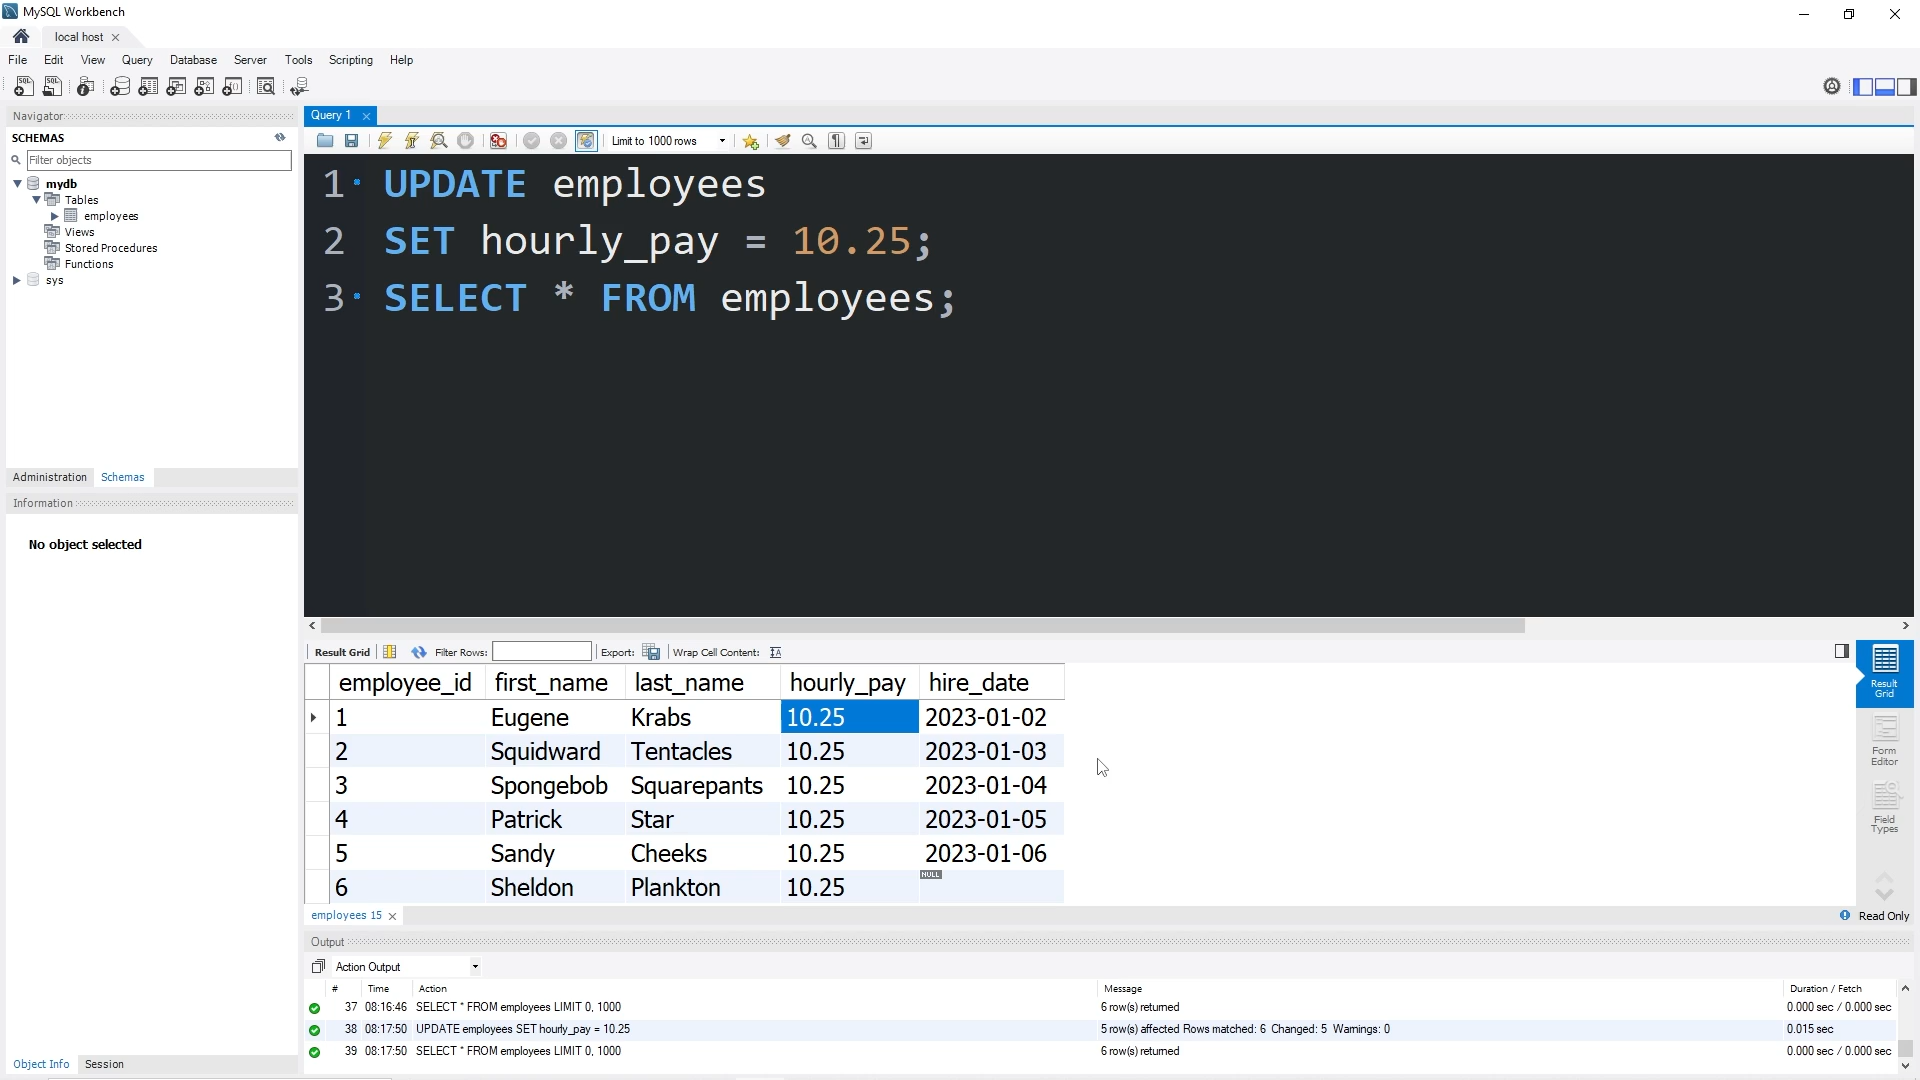 MySQL Workbench
local host
File Edit View Query Database Server Tools Scripting Help
Navigator
SCHEMAS
Filter objects
mydb
Tables
employees
Views
Stored Procedures
Functions
sys
Administration Schemas
Information
No object selected
Object Info Session
Query 1
Limit to 1000 rows
1 UPDATE employees
2 SET hourly_pay = 10.25;
3 SELECT * FROM employees;
Result Grid Filter Rows: Export: Wrap Cell Content:
employee_id first_name last_name hourly_pay hire_date
1 Eugene Krabs 10.25 2023-01-02
2 Squidward Tentacles 10.25 2023-01-03
3 Spongebob Squarepants 10.25 2023-01-04
4 Patrick Star 10.25 2023-01-05
5 Sandy Cheeks 10.25 2023-01-06
6 Sheldon Plankton 10.25 NULL
Result
Grid
Form
Editor
Field
Types
employees 15
Read Only
Output
Action Output
# Time Action Message Duration / Fetch
37 08:16:46 SELECT * FROM employees LIMIT 0, 1000 6 row(s) returned 0.000 sec / 0.000 sec
38 08:17:50 UPDATE employees SET hourly_pay = 10.25 5 row(s) affected Rows matched: 6 Changed: 5 Warnings: 0 0.015 sec
39 08:17:50 SELECT * FROM employees LIMIT 0, 1000 6 row(s) returned 0.000 sec / 0.000 sec